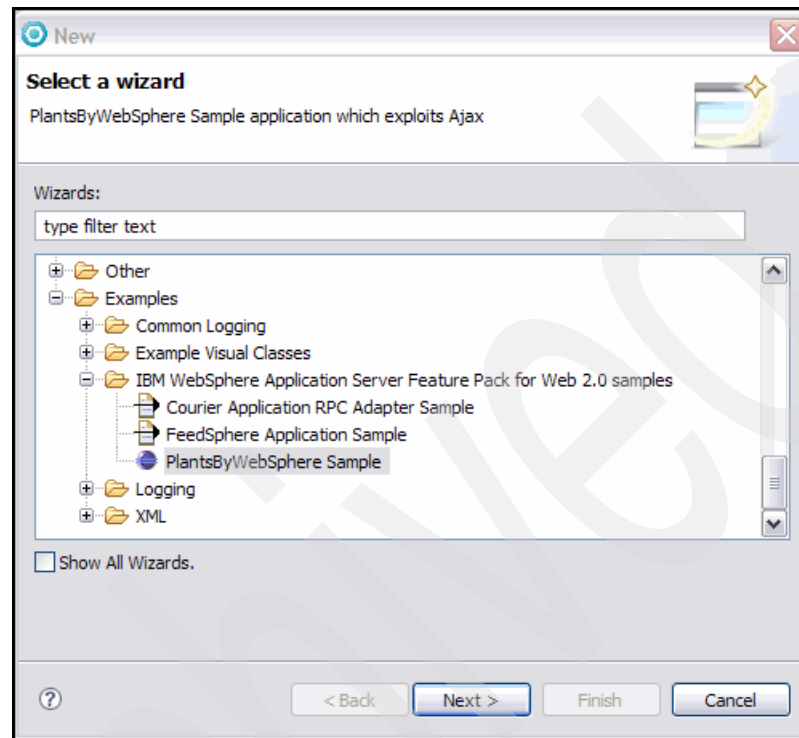 New
Select a wizard
PlantsByWebSphere Sample application which exploits Ajax
Wizards:
type filter text
Other
Examples
Common Logging
Example Visual Classes
IBM WebSphere Application Server Feature Pack for Web 2.0 samples
Courier Application RPC Adapter Sample
FeedSphere Application Sample
PlantsByWebSphere Sample
Logging
XML
Show All Wizards.
? < Back Next > Finish Cancel